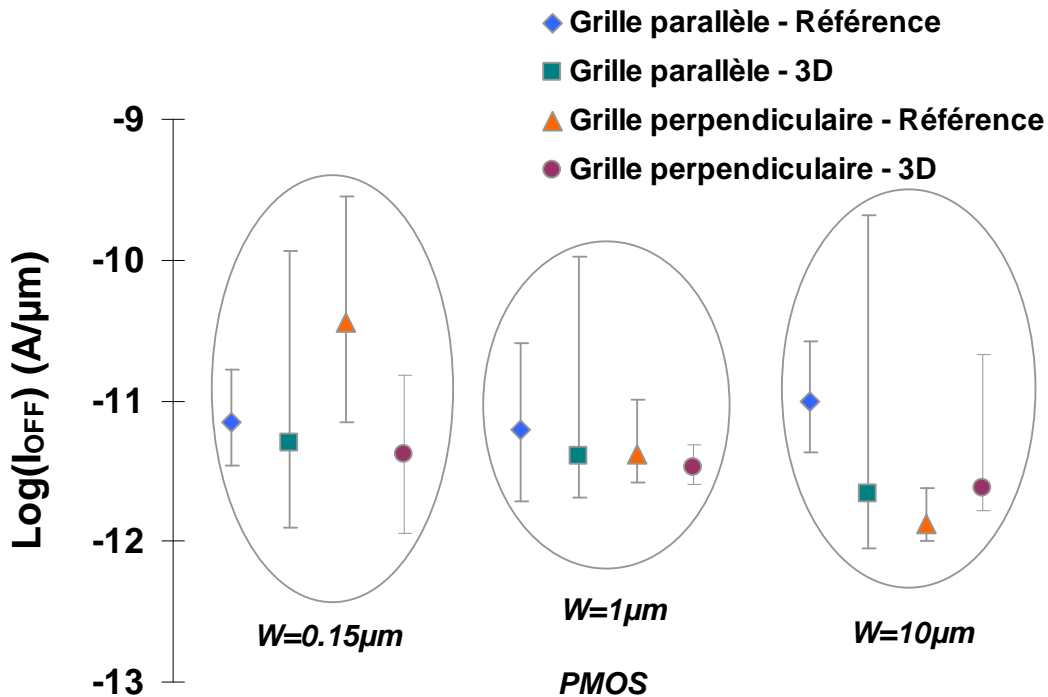 Grille parallèle - Référence
Grille parallèle - 3D
Grille perpendiculaire - Référence
Grille perpendiculaire - 3D
-9
-10
-11
-12
-13
Log(IOFF) (A/µm)
W=0.15µm
W=1µm
W=10µm
PMOS